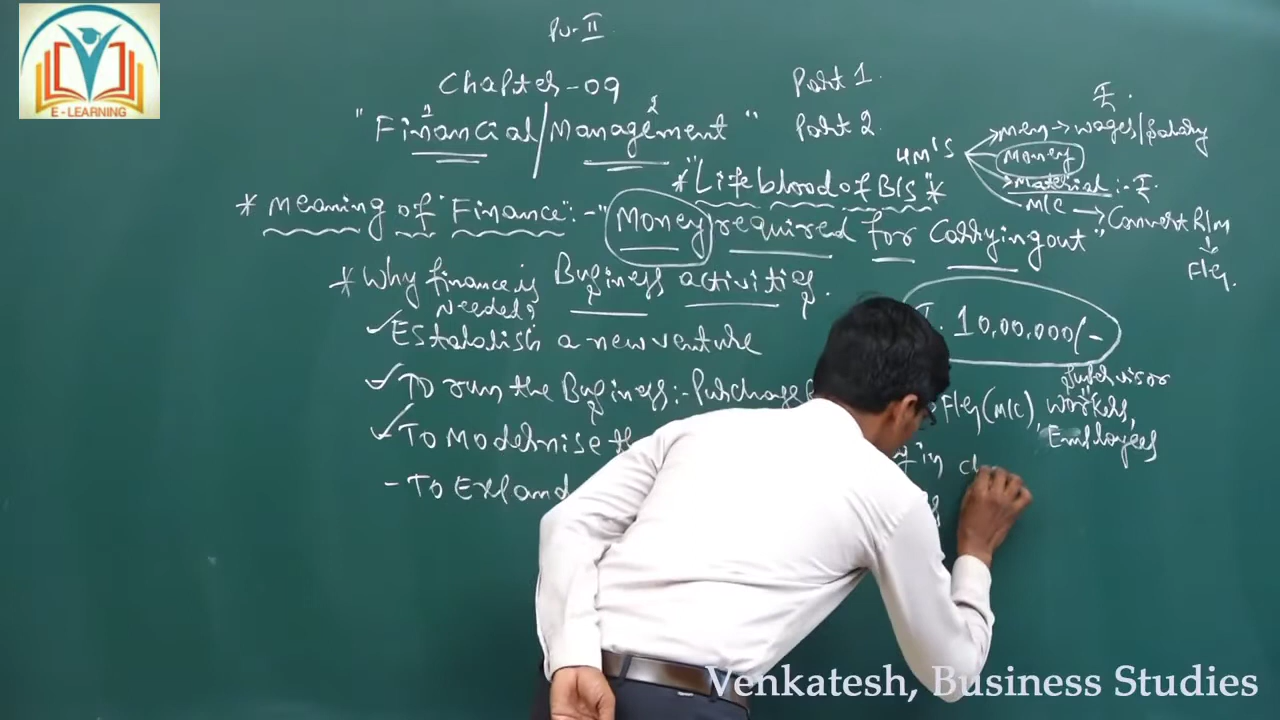 E - LEARNING
PU-II
Chapter-09
Part 1.
"Financial/Management"
1 2
Part 2.
₹.
4M'S
Men → wages/Salary
Money
Material :- ₹.
M/C → Convert R/m
↓
F/G.
*"Lifeblood of B/S"*
* Meaning of "Finance":- "Money required for Carrying out"
Business activities.
* Why finance is
Needed?
₹. 10,00,000/-
✓ Establish a new venture
✓ To run the Business:- Purchase
F/G (M/C),
Supervisor
workers,
Employees
✓ To Modernise
- To Expand
Venkatesh, Business Studies